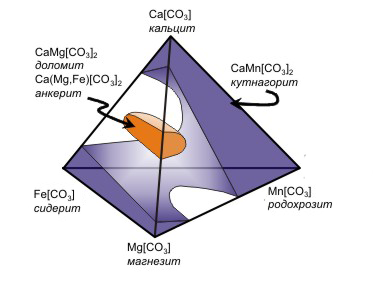 Ca[CO₃]
кальцит
CaMg[CO₃]₂
доломит
Ca(Mg,Fe)[CO₃]₂
анкерит
CaMn[CO₃]₂
кутнагорит
Fe[CO₃]
сидерит
Mn[CO₃]
родохрозит
Mg[CO₃]
магнезит